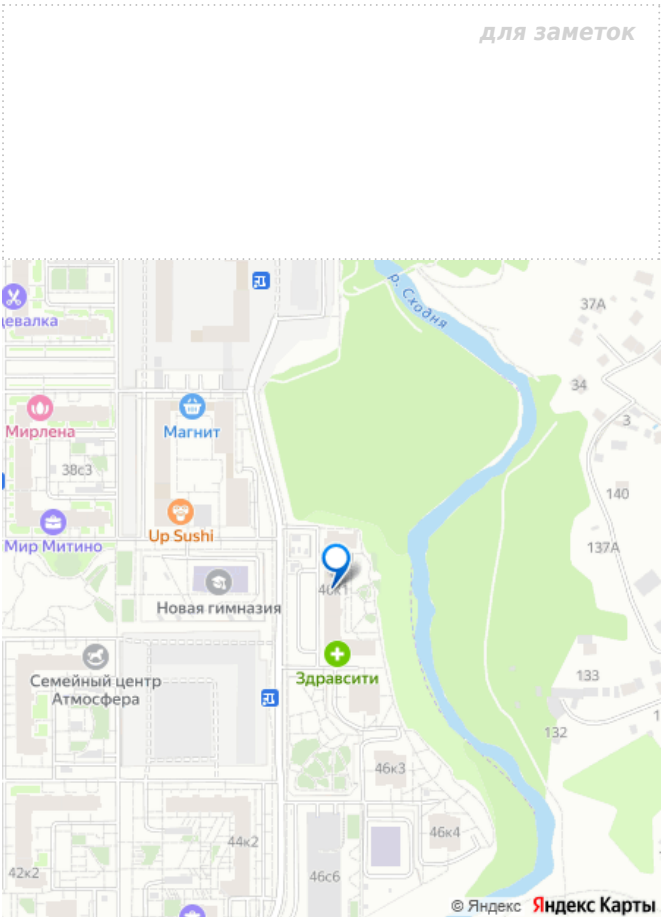 для заметок
р. Сходня
37А
евалка
34
Мирлена
Магнит
3
38с3
140
Up Sushi
Мир Митино
137А
46к1
Новая гимназия
Здравсити
133
Семейный центр
Атмосфера
132
46к3
46к4
44к2
42к2
46с6
© Яндекс Яндекс Карты